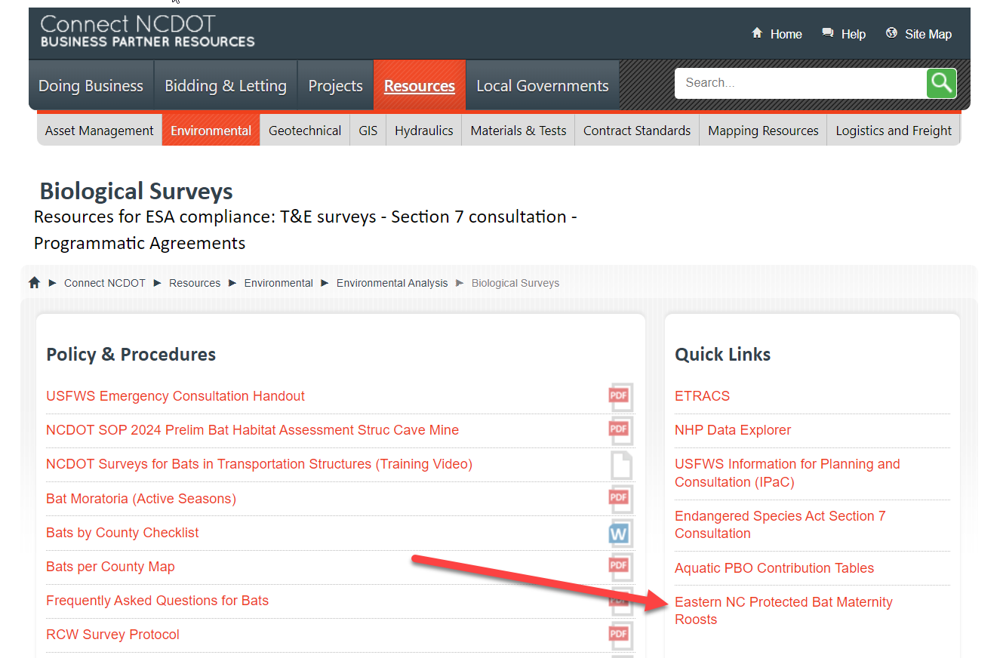 Connect NCDOT
BUSINESS PARTNER RESOURCES
Home
Help
Site Map
Doing Business
Bidding & Letting
Projects
Resources
Local Governments
Search...
Asset Management
Environmental
Geotechnical
GIS
Hydraulics
Materials & Tests
Contract Standards
Mapping Resources
Logistics and Freight
Biological Surveys
Resources for ESA compliance: T&E surveys - Section 7 consultation -
Programmatic Agreements
Connect NCDOT
Resources
Environmental
Environmental Analysis
Biological Surveys
Policy & Procedures
USFWS Emergency Consultation Handout
PDF
NCDOT SOP 2024 Prelim Bat Habitat Assessment Struc Cave Mine
PDF
NCDOT Surveys for Bats in Transportation Structures (Training Video)
Bat Moratoria (Active Seasons)
PDF
Bats by County Checklist
W
Bats per County Map
PDF
Frequently Asked Questions for Bats
PDF
RCW Survey Protocol
PDF
Quick Links
ETRACS
NHP Data Explorer
USFWS Information for Planning and
Consultation (IPaC)
Endangered Species Act Section 7
Consultation
Aquatic PBO Contribution Tables
Eastern NC Protected Bat Maternity
Roosts